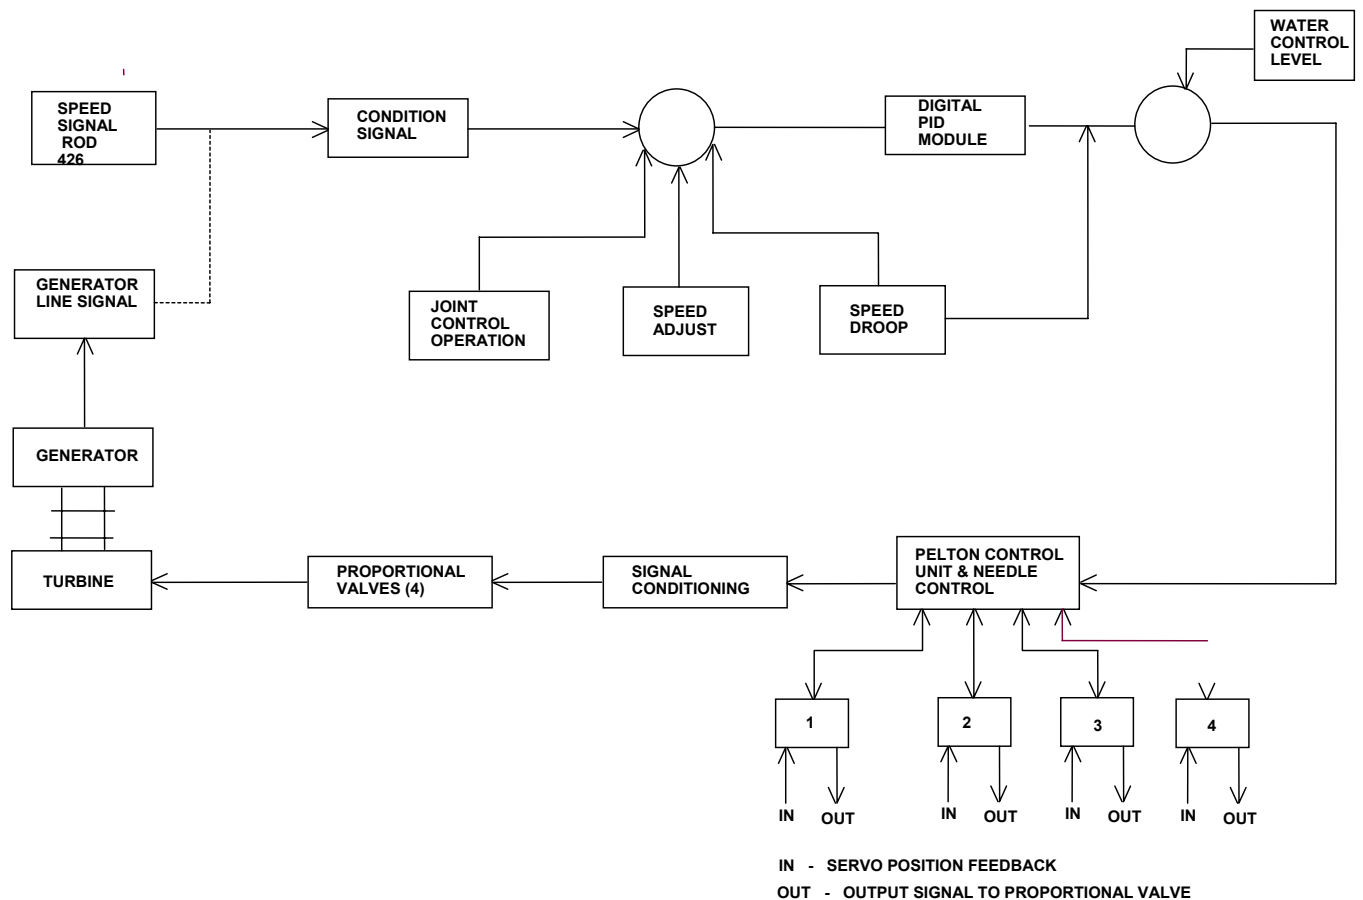 WATER
CONTROL
LEVEL
SPEED
SIGNAL
ROD
426
CONDITION
SIGNAL
DIGITAL
PID
MODULE
GENERATOR
LINE SIGNAL
JOINT
CONTROL
OPERATION
SPEED
ADJUST
SPEED
DROOP
GENERATOR
TURBINE
PROPORTIONAL
VALVES (4)
SIGNAL
CONDITIONING
PELTON CONTROL
UNIT & NEEDLE
CONTROL
1
2
3
4
IN
OUT
IN
OUT
IN
OUT
IN
OUT
IN - SERVO POSITION FEEDBACK
OUT - OUTPUT SIGNAL TO PROPORTIONAL VALVE